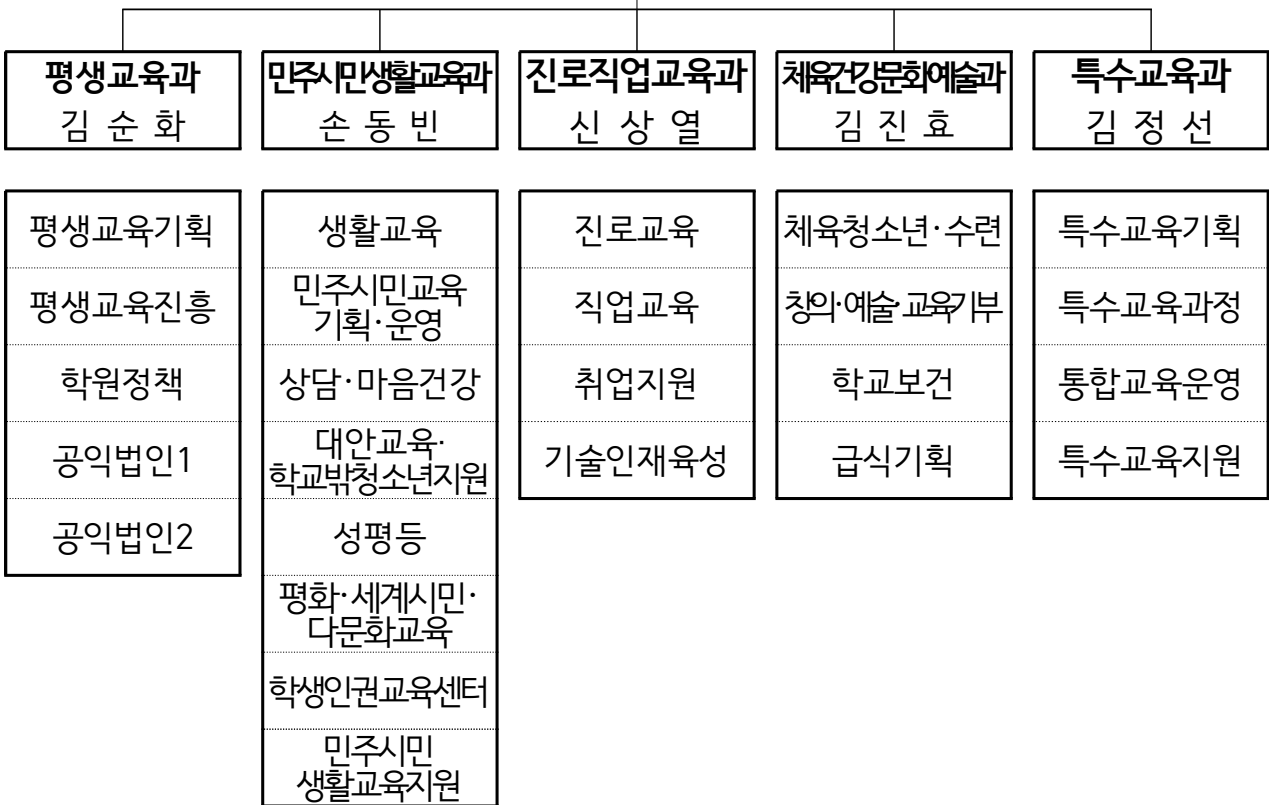 평생교육과
김 순 화
민주시민생활교육과
손 동 빈
진로직업교육과
신 상 열
체육건강문화예술과
김 진 효
특수교육과
김 정 선
평생교육기획
평생교육진흥
학원정책
공익법인1
공익법인2
생활교육
민주시민교육
기획·운영
상담·마음건강
대안교육·
학교밖청소년지원
성평등
평화·세계시민·
다문화교육
학생인권교육센터
민주시민
생활교육지원
진로교육
직업교육
취업지원
기술인재육성
체육청소년·수련
창의·예술·교육기부
학교보건
급식기획
특수교육기획
특수교육과정
통합교육운영
특수교육지원